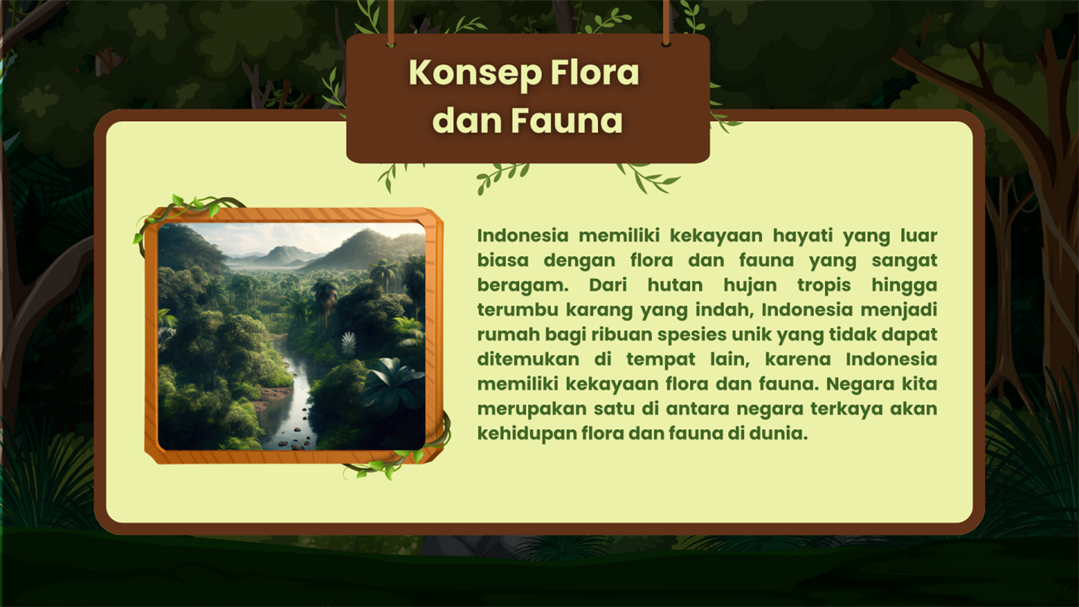 Konsep Flora
dan Fauna
Indonesia memiliki kekayaan hayati yang luar
biasa dengan flora dan fauna yang sangat
beragam. Dari hutan hujan tropis hingga
terumbu karang yang indah, Indonesia menjadi
rumah bagi ribuan spesies unik yang tidak dapat
ditemukan di tempat lain, karena Indonesia
memiliki kekayaan flora dan fauna. Negara kita
merupakan satu di antara negara terkaya akan
kehidupan flora dan fauna di dunia.